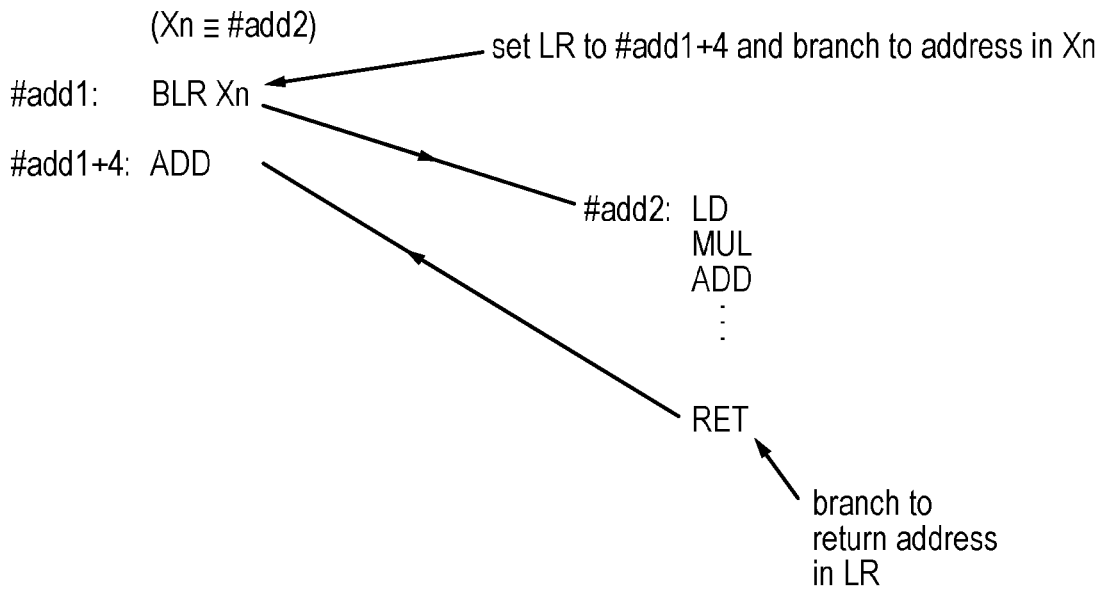 (Xn ≡ #add2)
set LR to #add1+4 and branch to address in Xn
#add1: BLR Xn
#add1+4: ADD
#add2: LD
MUL
ADD
⋮
RET
branch to
return address
in LR